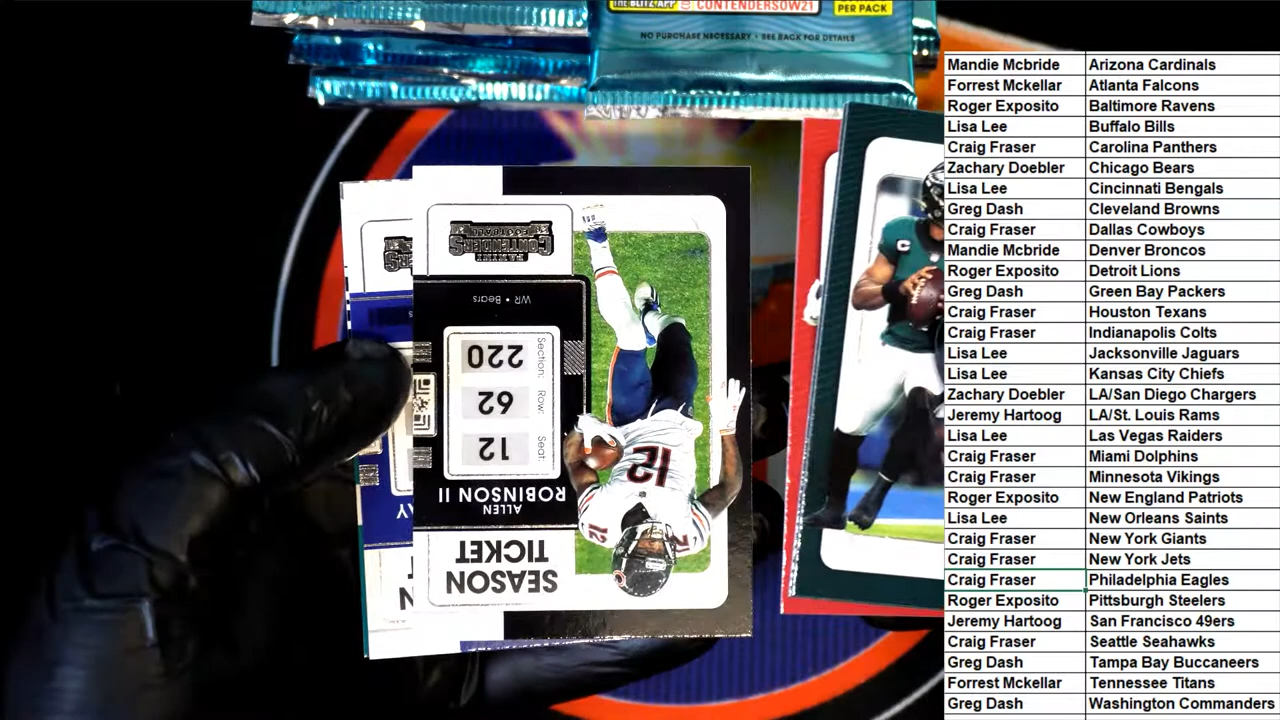 THE BLITZ APP CONTENDERSOW21
PER PACK
NO PURCHASE NECESSARY • SEE BACK FOR DETAILS
PANINI
CONTENDERS
FOOTBALL
WR • Bears
Section: 220
Row: 62
Seat: 12
ALLEN
ROBINSON II
SEASON
TICKET
12
12
C
Mandie Mcbride Arizona Cardinals
Forrest Mckellar Atlanta Falcons
Roger Exposito Baltimore Ravens
Lisa Lee Buffalo Bills
Craig Fraser Carolina Panthers
Zachary Doebler Chicago Bears
Lisa Lee Cincinnati Bengals
Greg Dash Cleveland Browns
Craig Fraser Dallas Cowboys
Mandie Mcbride Denver Broncos
Roger Exposito Detroit Lions
Greg Dash Green Bay Packers
Craig Fraser Houston Texans
Craig Fraser Indianapolis Colts
Lisa Lee Jacksonville Jaguars
Lisa Lee Kansas City Chiefs
Zachary Doebler LA/San Diego Chargers
Jeremy Hartoog LA/St. Louis Rams
Lisa Lee Las Vegas Raiders
Craig Fraser Miami Dolphins
Craig Fraser Minnesota Vikings
Roger Exposito New England Patriots
Lisa Lee New Orleans Saints
Craig Fraser New York Giants
Craig Fraser New York Jets
Craig Fraser Philadelphia Eagles
Roger Exposito Pittsburgh Steelers
Jeremy Hartoog San Francisco 49ers
Craig Fraser Seattle Seahawks
Greg Dash Tampa Bay Buccaneers
Forrest Mckellar Tennessee Titans
Greg Dash Washington Commanders